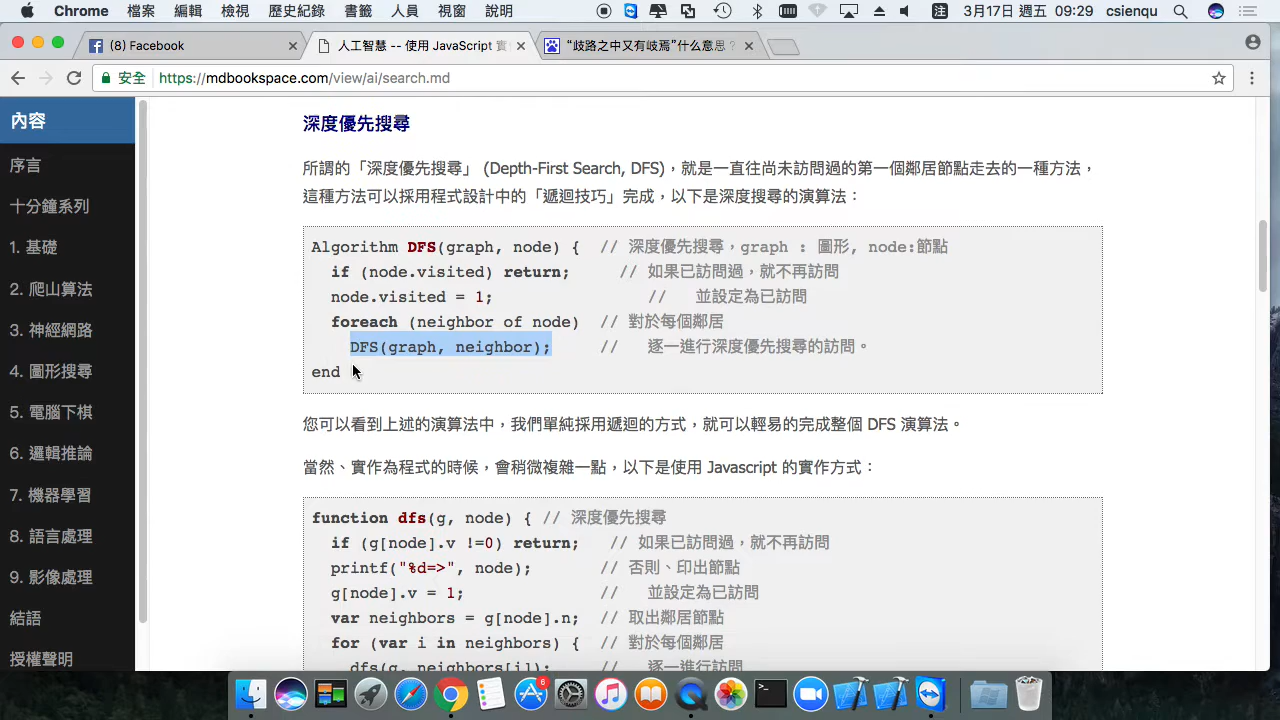 Chrome 檔案 編輯 檢視 歷史紀錄 書籤 人員 視窗 說明 注 3月17日 週五 09:29 csienqu
(8) Facebook
人工智慧 -- 使用 JavaScript 實
“歧路之中又有岐焉”什么意思？
安全 https://mdbookspace.com/view/ai/search.md
內容
序言
十分鐘系列
1. 基礎
2. 爬山算法
3. 神經網路
4. 圖形搜尋
5. 電腦下棋
6. 邏輯推論
7. 機器學習
8. 語言處理
9. 影像處理
結語
授權聲明
深度優先搜尋
所謂的「深度優先搜尋」 (Depth-First Search, DFS)，就是一直往尚未訪問過的第一個鄰居節點走去的一種方法，
這種方法可以採用程式設計中的「遞迴技巧」完成，以下是深度搜尋的演算法：
Algorithm DFS(graph, node) { // 深度優先搜尋，graph : 圖形, node:節點
if (node.visited) return; // 如果已訪問過，就不再訪問
node.visited = 1; // 並設定為已訪問
foreach (neighbor of node) // 對於每個鄰居
DFS(graph, neighbor); // 逐一進行深度優先搜尋的訪問。
end
您可以看到上述的演算法中，我們單純採用遞迴的方式，就可以輕易的完成整個 DFS 演算法。
當然、實作為程式的時候，會稍微複雜一點，以下是使用 Javascript 的實作方式：
function dfs(g, node) { // 深度優先搜尋
if (g[node].v !=0) return; // 如果已訪問過，就不再訪問
printf("%d=>", node); // 否則、印出節點
g[node].v = 1; // 並設定為已訪問
var neighbors = g[node].n; // 取出鄰居節點
for (var i in neighbors) { // 對於每個鄰居
dfs(g, neighbors[i]); // 逐一進行訪問
6